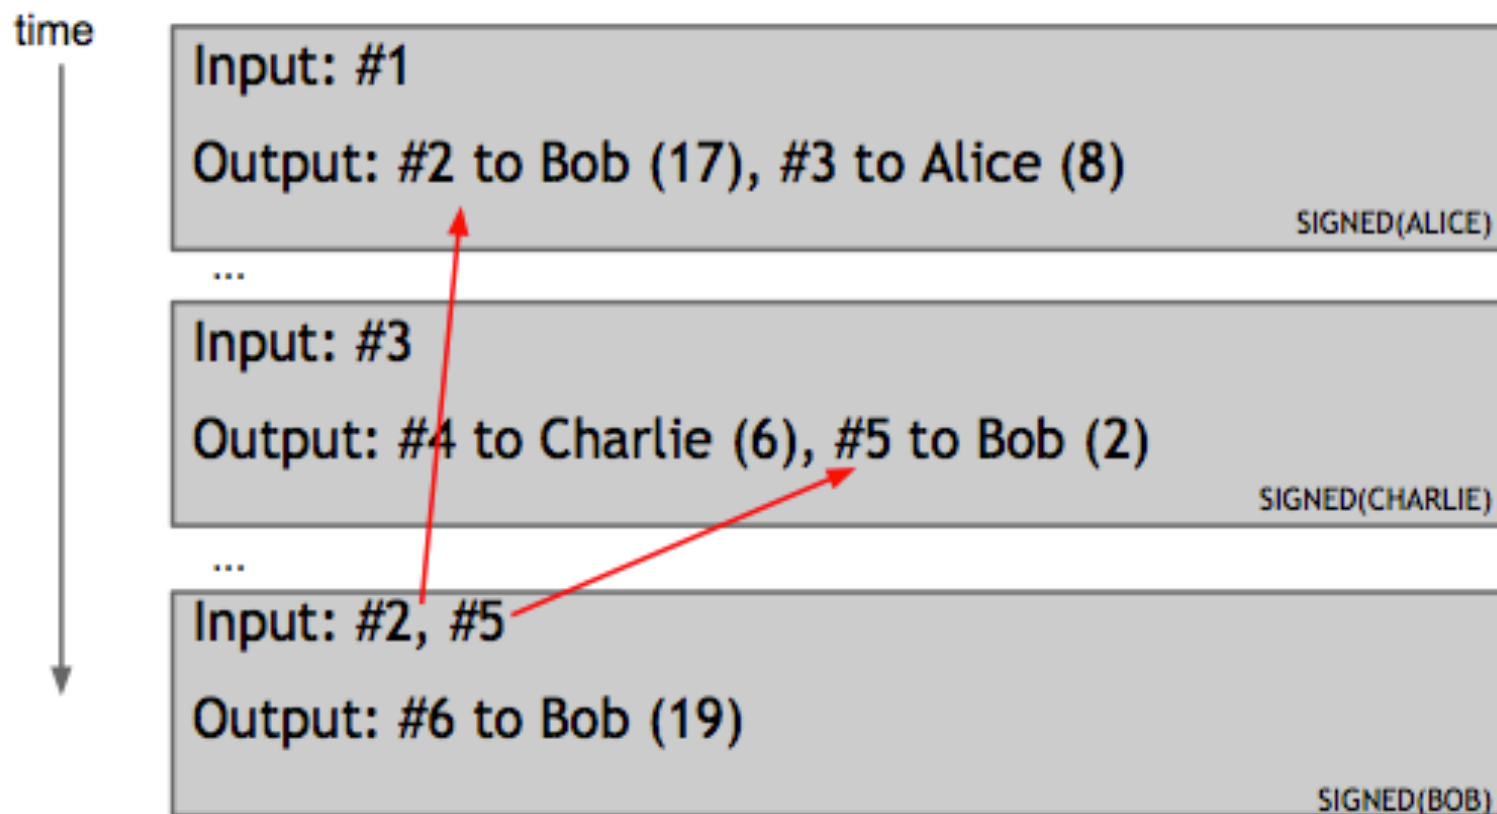 time
Input: #1
Output: #2 to Bob (17), #3 to Alice (8)
SIGNED(ALICE)
...
Input: #3
Output: #4 to Charlie (6), #5 to Bob (2)
SIGNED(CHARLIE)
...
Input: #2, #5
Output: #6 to Bob (19)
SIGNED(BOB)